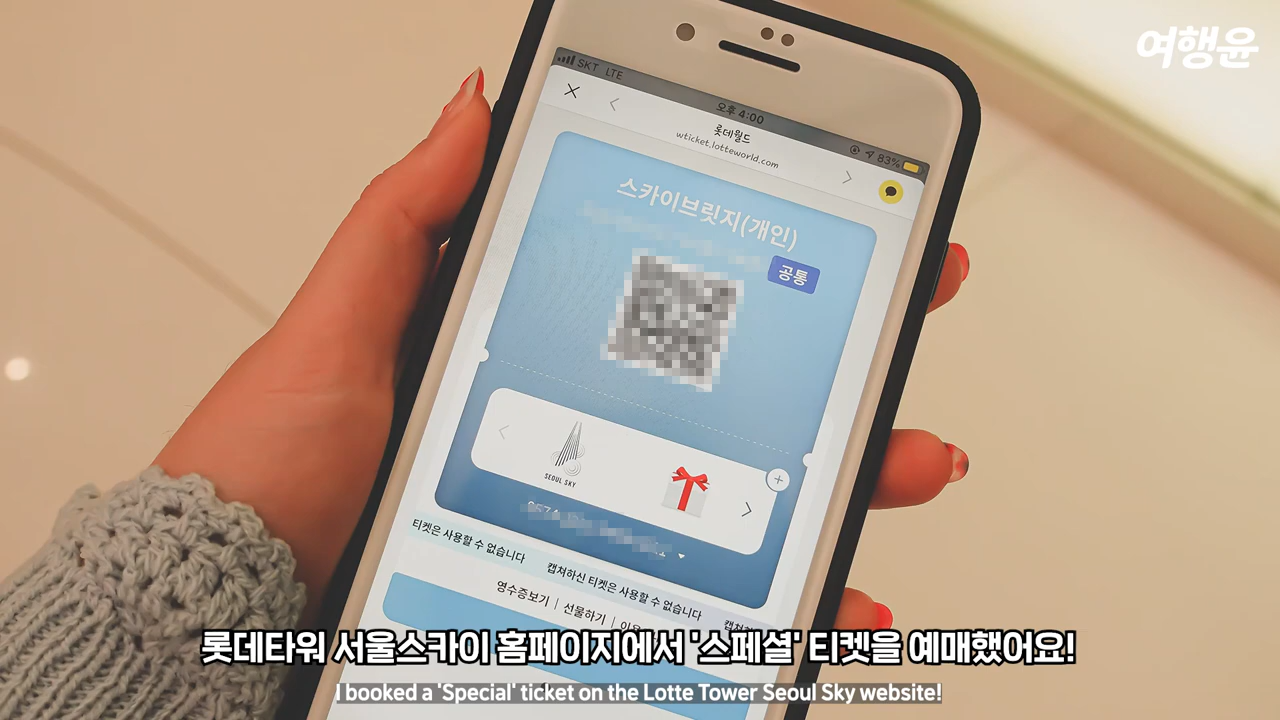 여행윤
SKT LTE
오후 4:00
83%
롯데월드
wticket.lotteworld.com
스카이브릿지(개인)
공통
SEOUL SKY
티켓은 사용할 수 없습니다 캡쳐하신 티켓은 사용할 수 없습니다
영수증보기 | 선물하기
롯데타워 서울스카이 홈페이지에서 '스페셜' 티켓을 예매했어요!
I booked a 'Special' ticket on the Lotte Tower Seoul Sky website!